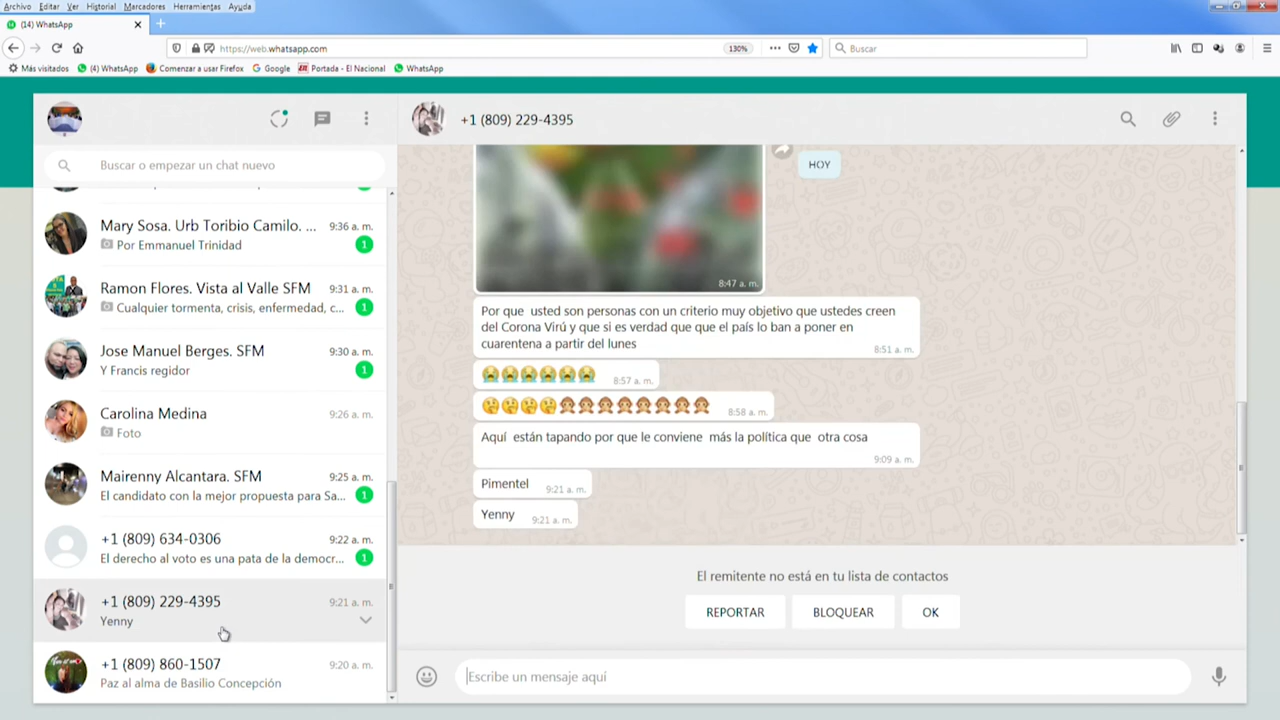 Archivo Editar Ver Historial Marcadores Herramientas Ayuda
(14) WhatsApp
https://web.whatsapp.com
130%
Buscar
Más visitados
(4) WhatsApp
Comenzar a usar Firefox
Google
Portada - El Nacional
WhatsApp
Buscar o empezar un chat nuevo
Mary Sosa. Urb Toribio Camilo. ... 9:36 a. m.
Por Emmanuel Trinidad 1
Ramon Flores. Vista al Valle SFM 9:31 a. m.
Cualquier tormenta, crisis, enfermedad, c... 1
Jose Manuel Berges. SFM 9:30 a. m.
Y Francis regidor 1
Carolina Medina 9:26 a. m.
Foto
Mairenny Alcantara. SFM 9:25 a. m.
El candidato con la mejor propuesta para Sa... 1
+1 (809) 634-0306 9:22 a. m.
El derecho al voto es una pata de la democr... 1
+1 (809) 229-4395 9:21 a. m.
Yenny
+1 (809) 860-1507 9:20 a. m.
Paz al alma de Basilio Concepción
+1 (809) 229-4395
HOY
8:47 a. m.
Por que usted son personas con un criterio muy objetivo que ustedes creen
del Corona Virú y que si es verdad que que el país lo ban a poner en
cuarentena a partir del lunes
8:51 a. m.
8:57 a. m.
8:58 a. m.
Aquí están tapando por que le conviene más la política que otra cosa
9:09 a. m.
Pimentel 9:21 a. m.
Yenny 9:21 a. m.
El remitente no está en tu lista de contactos
REPORTAR BLOQUEAR OK
Escribe un mensaje aquí